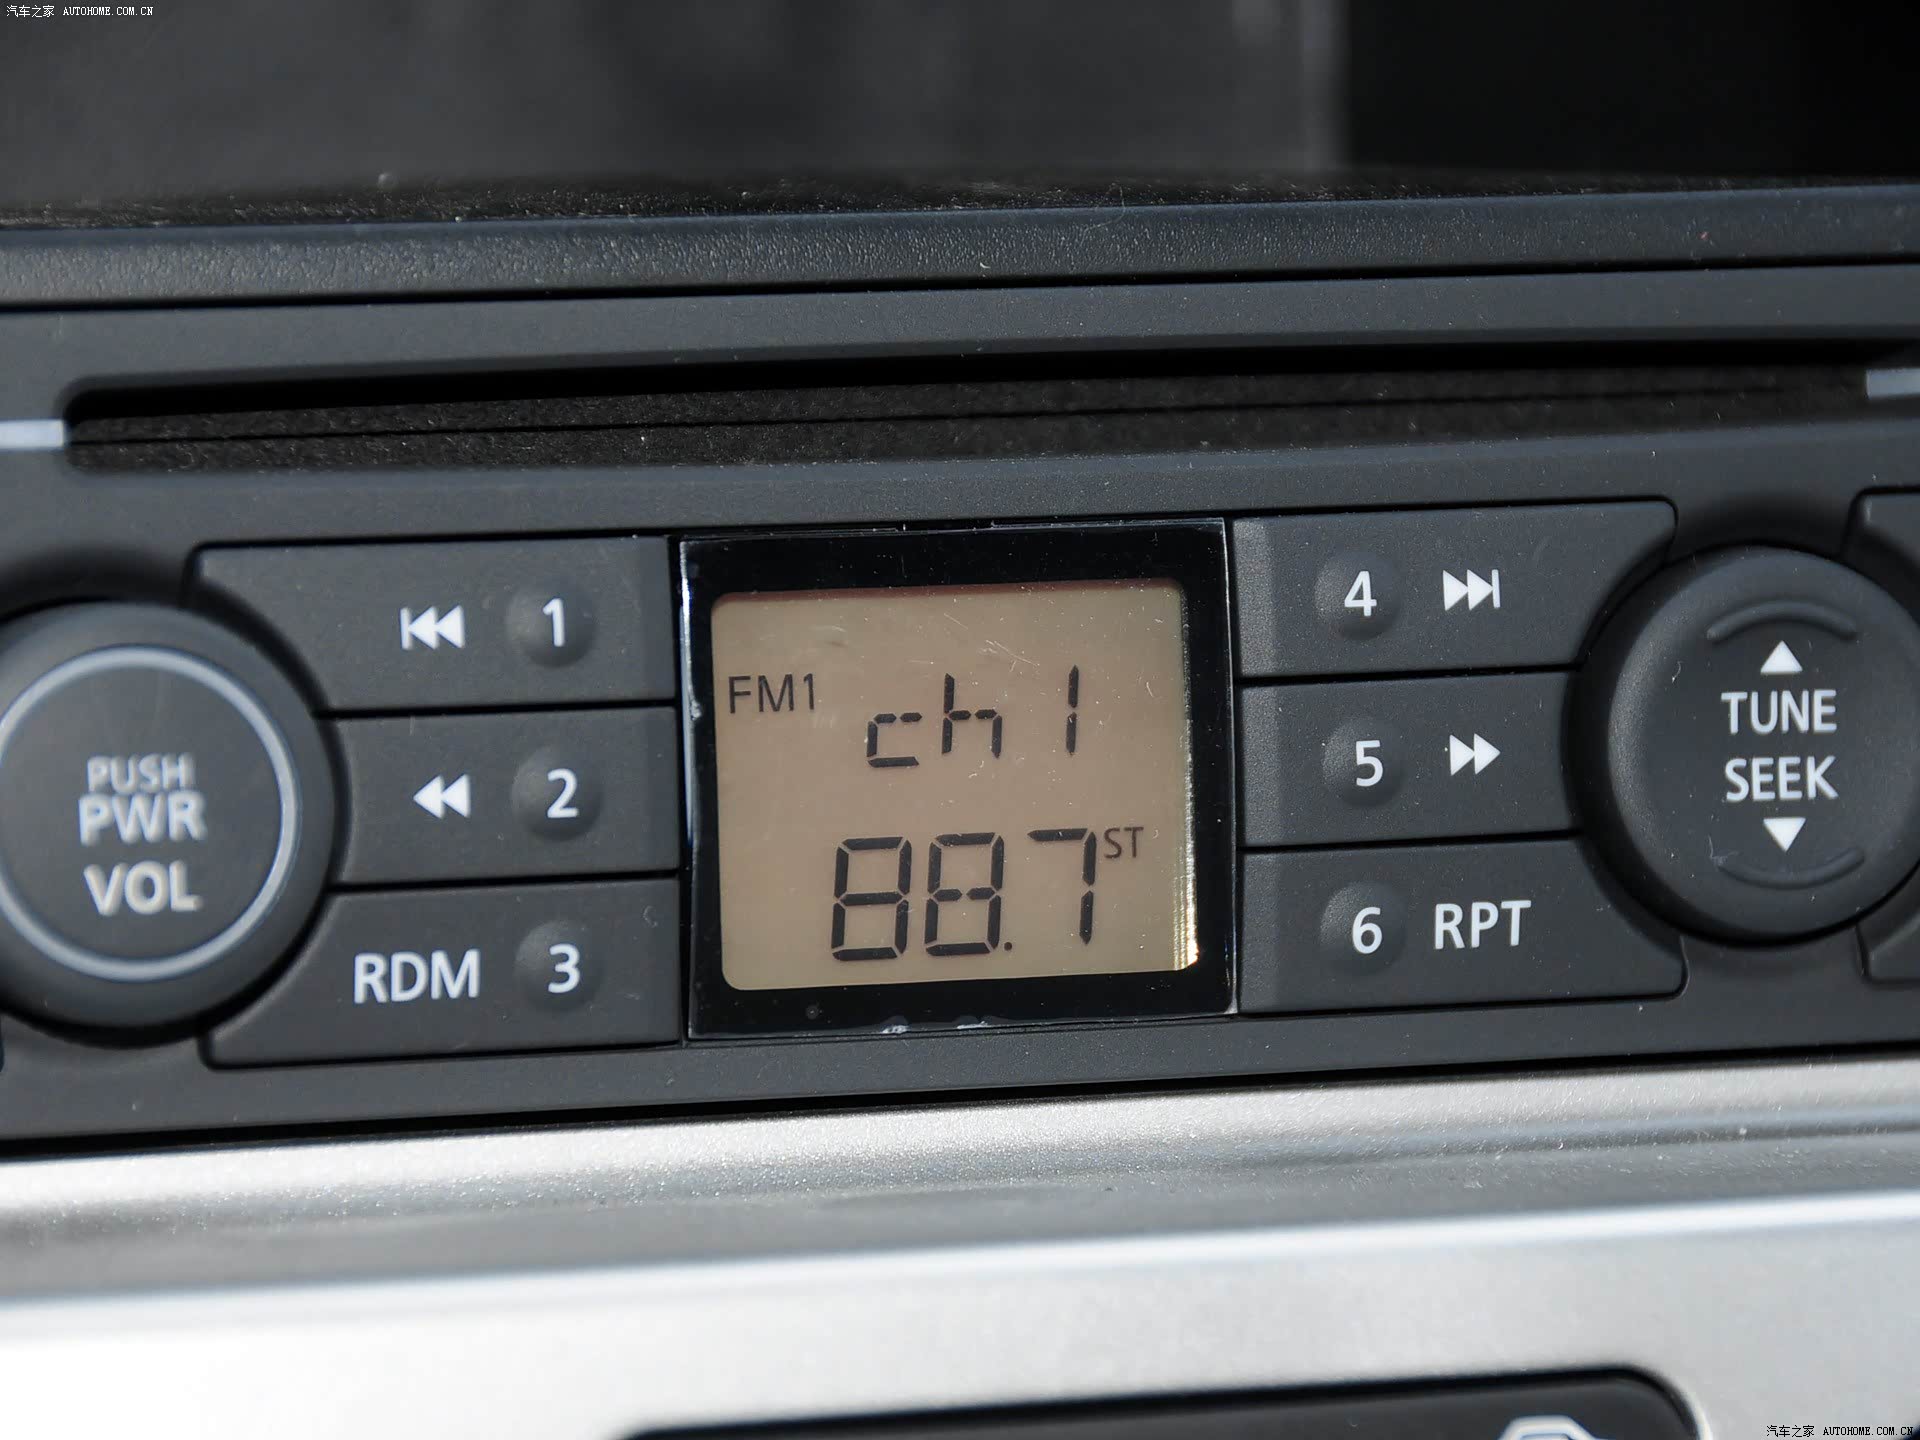 汽车之家 AUTOHOME.COM.CN
1
4
FM1 ch1
PUSH
PWR
VOL
2
5
TUNE
SEEK
88.7 ST
RDM 3
6 RPT
汽车之家 AUTOHOME.COM.CN